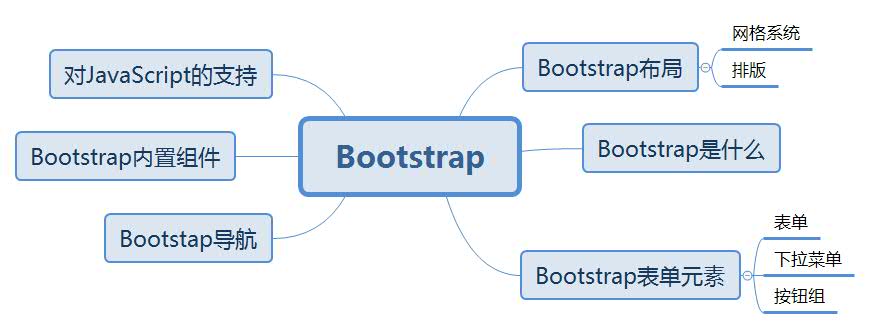 网格系统
对JavaScript的支持
Bootstrap布局
排版
Bootstrap内置组件
Bootstrap
Bootstrap是什么
Bootstap导航
表单
Bootstrap表单元素
下拉菜单
按钮组